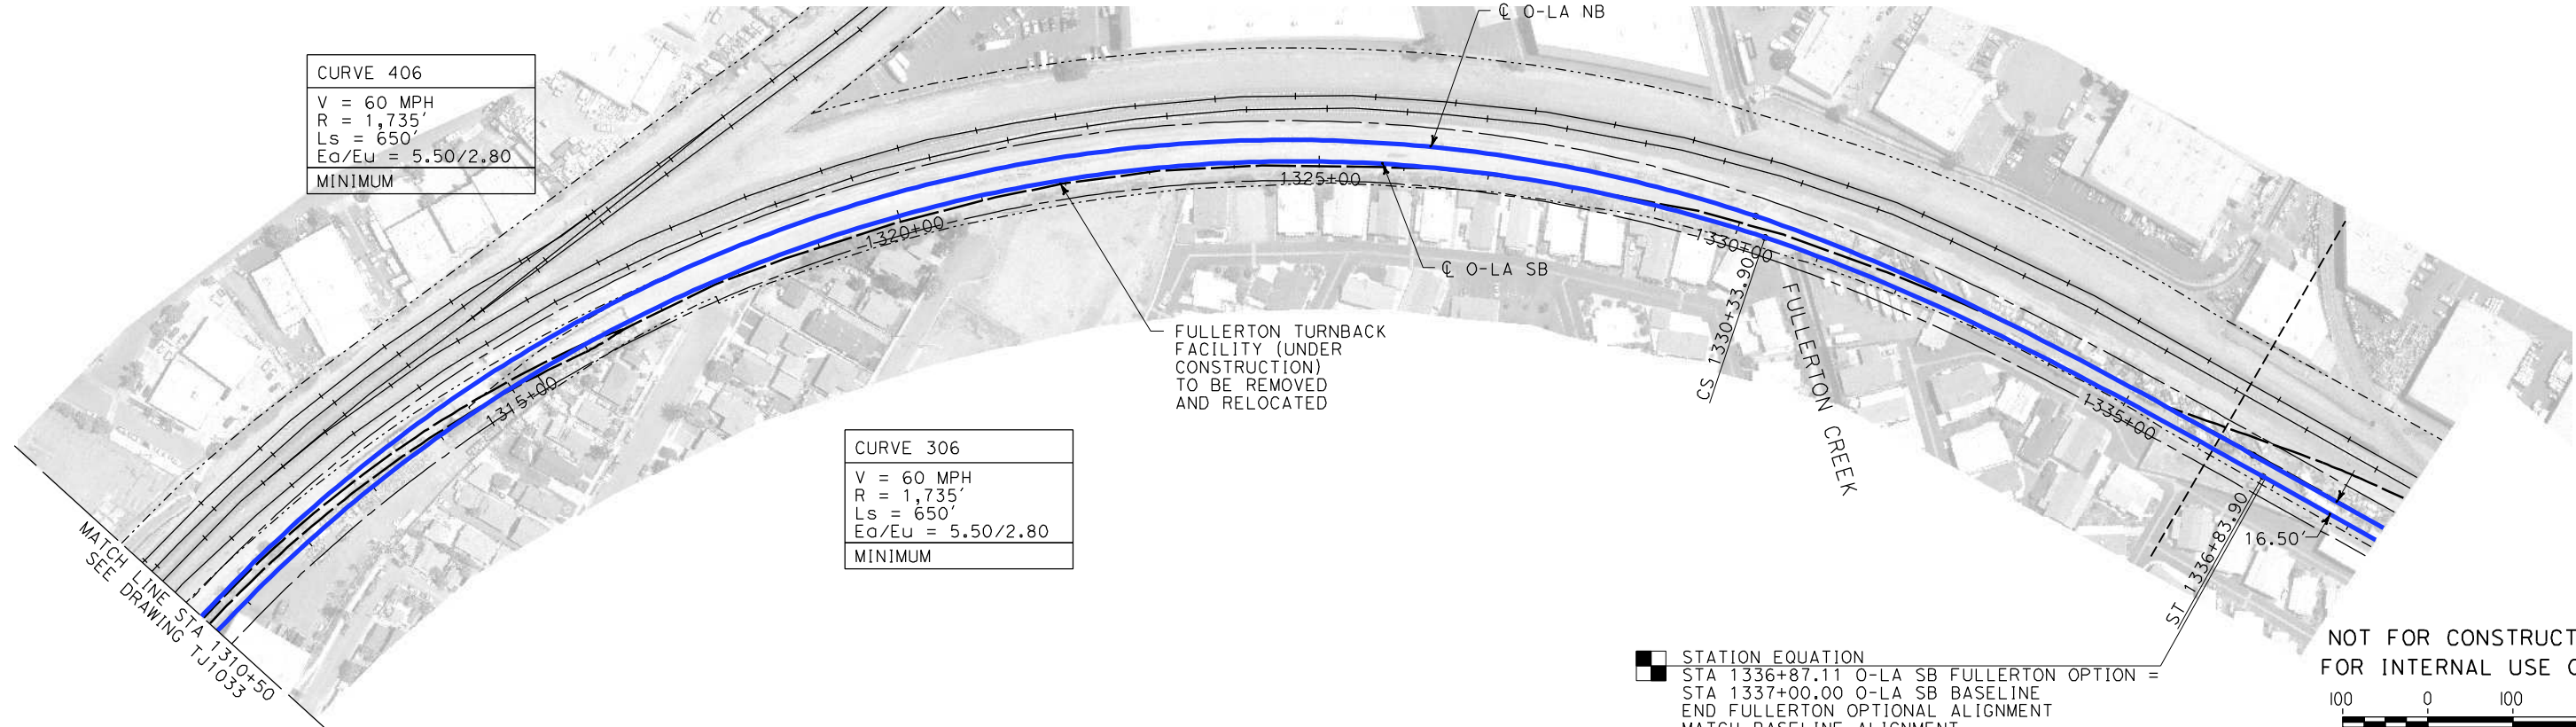 ℄ O-LA NB
CURVE 406
V = 60 MPH
R = 1,735'
Ls = 650'
Ea/Eu = 5.50/2.80
MINIMUM
1325+00
1320+00
1330+00
℄ O-LA SB
CS 1330+33.90
FULLERTON CREEK
FULLERTON TURNBACK
FACILITY (UNDER
CONSTRUCTION)
TO BE REMOVED
AND RELOCATED
1315+00
1335+00
CURVE 306
V = 60 MPH
R = 1,735'
Ls = 650'
Ea/Eu = 5.50/2.80
MINIMUM
MATCH LINE STA 1310+50
SEE DRAWING TJ1033
16.50'
ST 1336+83.90
STATION EQUATION
STA 1336+87.11 O-LA SB FULLERTON OPTION =
STA 1337+00.00 O-LA SB BASELINE
END FULLERTON OPTIONAL ALIGNMENT
MATCH BASELINE ALIGNMENT
NOT FOR CONSTRUCT
FOR INTERNAL USE
100 0 100